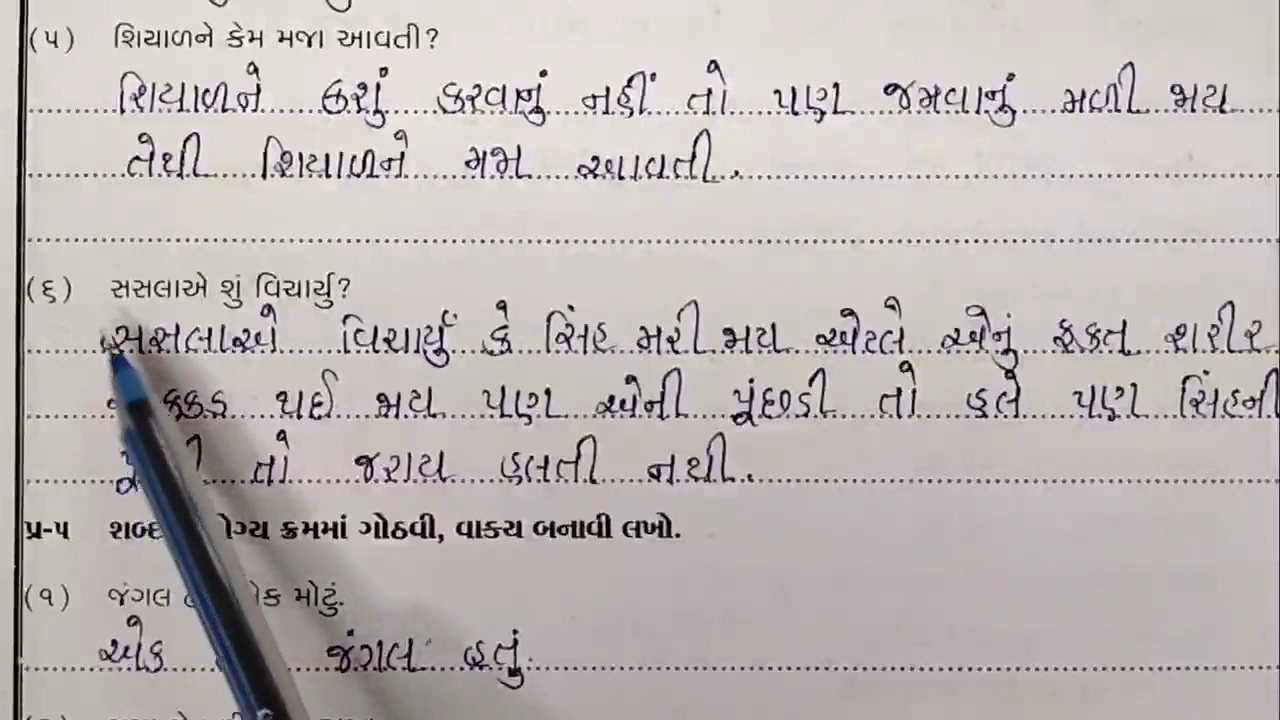 (૫) શિયાળને કેમ મજા આવતી?
શિયાળને કશું કરવાનું નહીં તો પણ જમવાનું મળી જાય
તેથી શિયાળને મજા આવતી.
(૬) સસલાએ શું વિચાર્યું?
સસલાએ વિચાર્યું કે સિંહ મરી જાય એટલે એનું ફક્ત શરીર
કક્કડ થઈ જાય પણ એની પૂંછડી તો હલે પણ સિંહની
તો જરાય હલતી નથી.
પ્ર-૫ શબ્દ ક્રમમાં ગોઠવી, વાક્ય બનાવી લખો.
(૧) જંગલ મોટું.
એક જંગલ હતું.